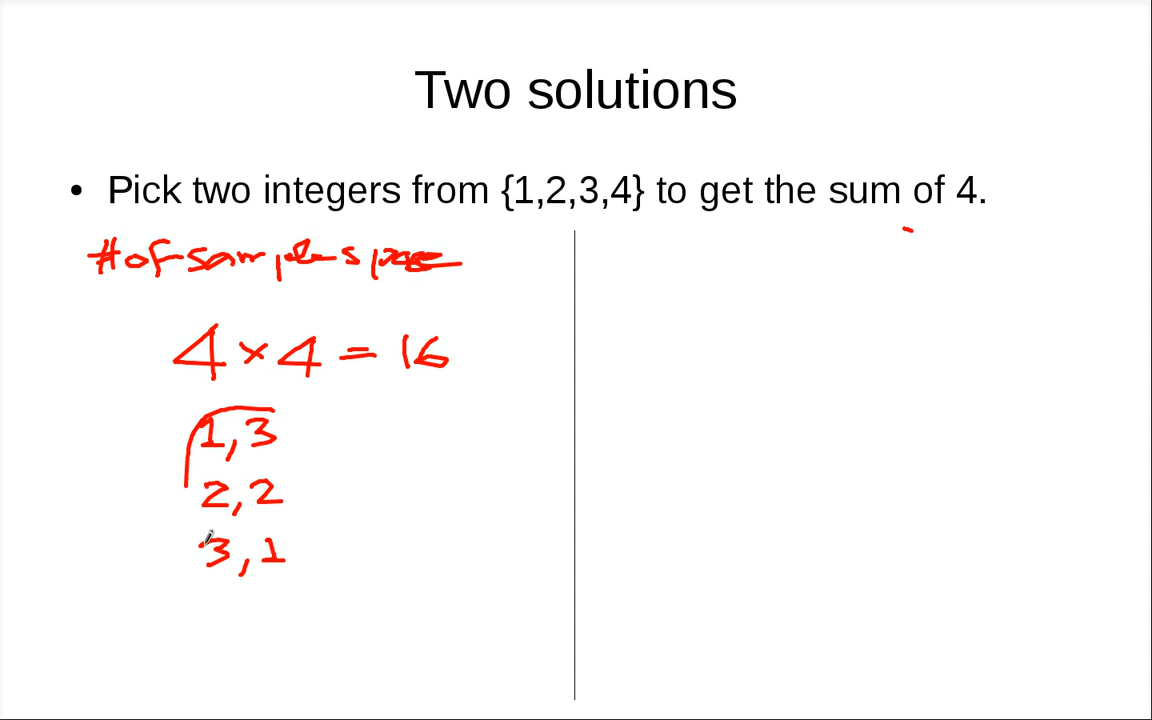 Two solutions
• Pick two integers from {1,2,3,4} to get the sum of 4.
# of sample space
4 × 4 = 16
1,3
2,2
3,1